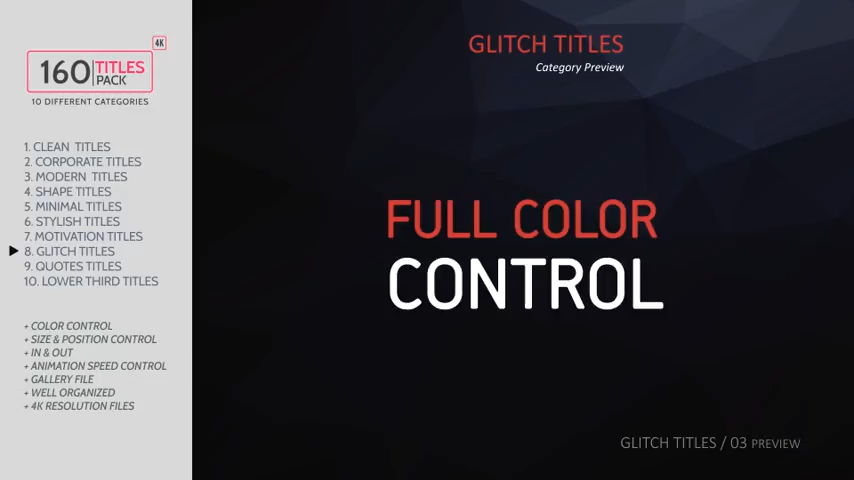 4K
160 TITLES
PACK
10 DIFFERENT CATEGORIES
1. CLEAN TITLES
2. CORPORATE TITLES
3. MODERN TITLES
4. SHAPE TITLES
5. MINIMAL TITLES
6. STYLISH TITLES
7. MOTIVATION TITLES
8. GLITCH TITLES
9. QUOTES TITLES
10. LOWER THIRD TITLES
+ COLOR CONTROL
+ SIZE & POSITION CONTROL
+ IN & OUT
+ ANIMATION SPEED CONTROL
+ GALLERY FILE
+ WELL ORGANIZED
+ 4K RESOLUTION FILES
GLITCH TITLES
Category Preview
FULL COLOR
CONTROL
GLITCH TITLES / 03 PREVIEW